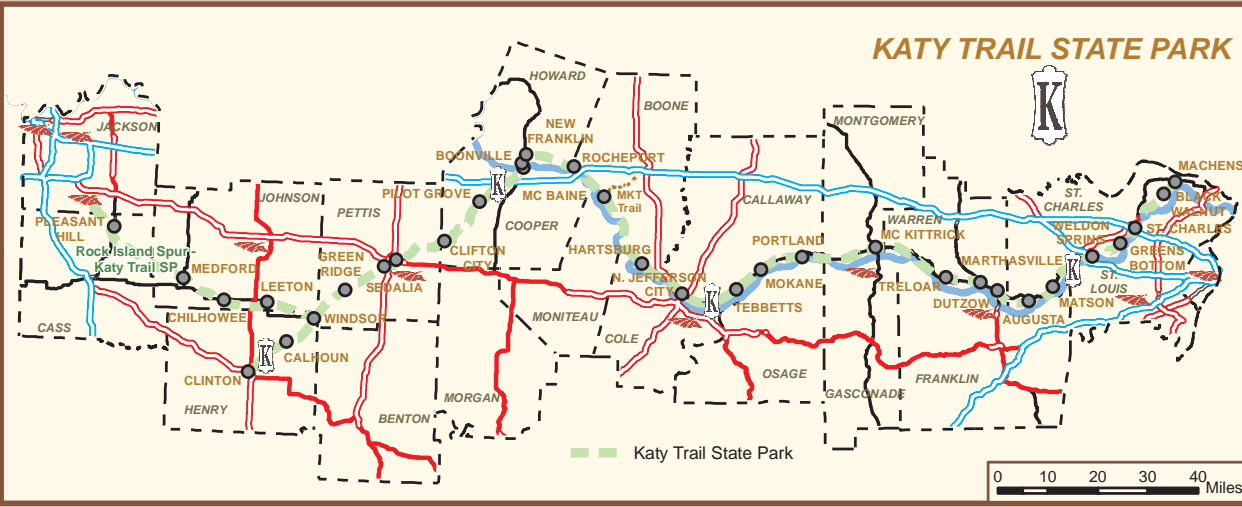 KATY TRAIL STATE PARK
K
HOWARD
BOONE
JACKSON
MONTGOMERY
NEW
FRANKLIN
BOONVILLE
ROCHEPORT
MACHENS
K
PILOT GROVE
MC BAINE
MKT
Trail
CALLAWAY
ST.
CHARLES
BLACK
WALNUT
JOHNSON
PETTIS
PLEASANT
HILL
COOPER
WARREN
MC KITTRICK
WELDON
SPRING
ST. CHARLES
Rock Island Spur -
Katy Trail SP
MEDFORD
GREEN
RIDGE
CLIFTON
CITY
HARTSBURG
PORTLAND
MARTHASVILLE
GREENS
BOTTOM
K
LEETON
SEDALIA
N. JEFFERSON
CITY
MOKANE
TRELOAR
ST.
LOUIS
K
TEBBETTS
DUTZOW
MATSON
CHILHOWEE
WINDSOR
MONITEAU
AUGUSTA
CASS
COLE
K
CALHOUN
CLINTON
OSAGE
FRANKLIN
HENRY
MORGAN
GASCONADE
BENTON
Katy Trail State Park
0 10 20 30 40
Miles